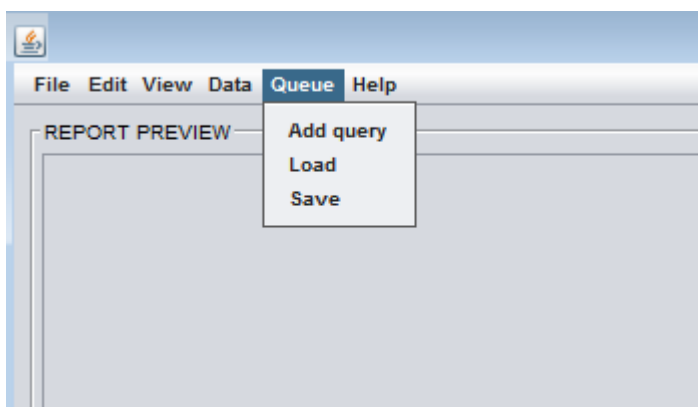 File Edit View Data Queue Help
REPORT PREVIEW
Add query
Load
Save